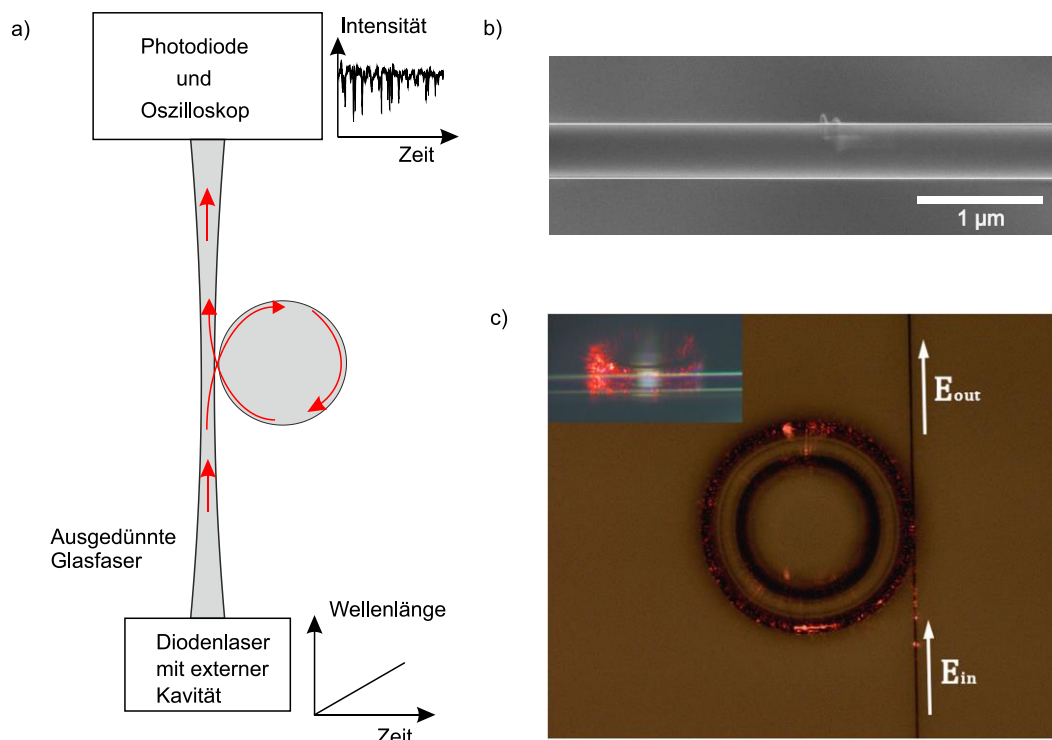 a)
Photodiode
und
Oszilloskop
Intensität
Zeit
Ausgedünnte
Glasfaser
Diodenlaser
mit externer
Kavität
Wellenlänge
Zeit
b)
1 µm
c)
Eout
Ein